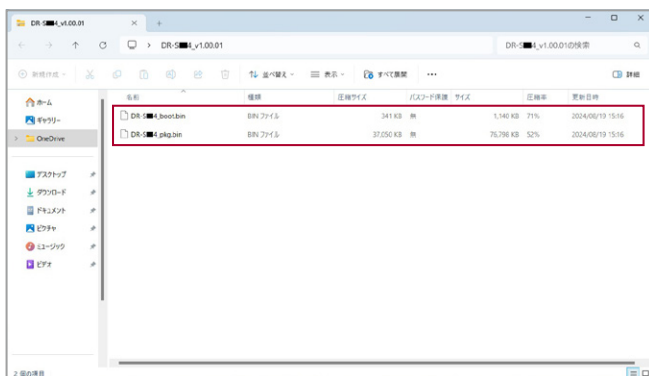 DR-S■■4_v1.00.01
DR-S■■4_v1.00.01
DR-S■■4_v1.00.01の検索
新規作成
並べ替え
表示
すべて展開
詳細
名前
種類
圧縮サイズ
パスワード保護
サイズ
圧縮率
更新日時
DR-S■■4_boot.bin
BIN ファイル
341 KB
無
1,140 KB
71%
2024/08/19 15:16
DR-S■■4_pkg.bin
BIN ファイル
37,050 KB
無
76,798 KB
52%
2024/08/19 15:16
ホーム
ギャラリー
OneDrive
デスクトップ
ダウンロード
ドキュメント
ピクチャ
ミュージック
ビデオ
2 個の項目